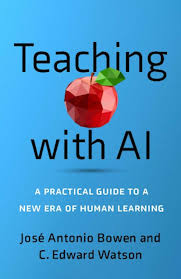 Teaching
with AI
A PRACTICAL GUIDE TO A
NEW ERA OF HUMAN LEARNING
José Antonio Bowen and
C. Edward Watson